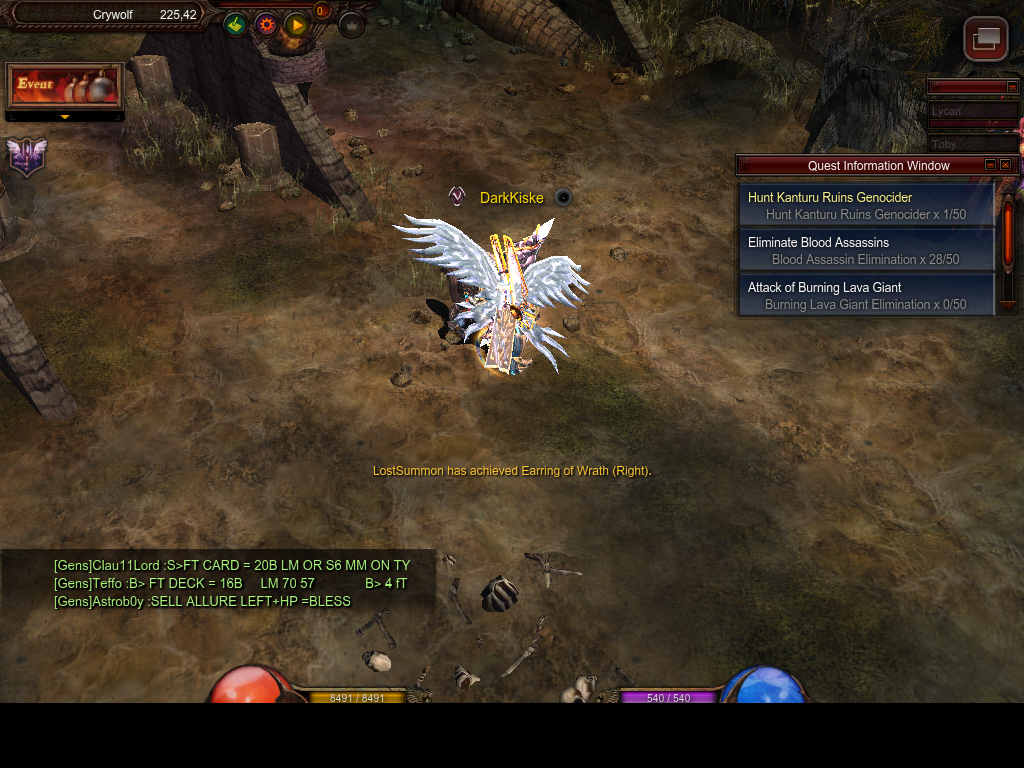 Crywolf 225,42
0
Event
Lycan
Toby
Quest Information Window
Hunt Kanturu Ruins Genocider
Hunt Kanturu Ruins Genocider x 1/50
Eliminate Blood Assassins
Blood Assassin Elimination x 28/50
Attack of Burning Lava Giant
Burning Lava Giant Elimination x 0/50
DarkKiske
LostSummon has achieved Earring of Wrath (Right).
[Gens]Clau11Lord :S>FT CARD = 20B LM OR S6 MM ON TY
[Gens]Teffo :B> FT DECK = 16B LM 70 57 B> 4 fT
[Gens]Astrob0y :SELL ALLURE LEFT+HP =BLESS
8491 / 8491
540 / 540